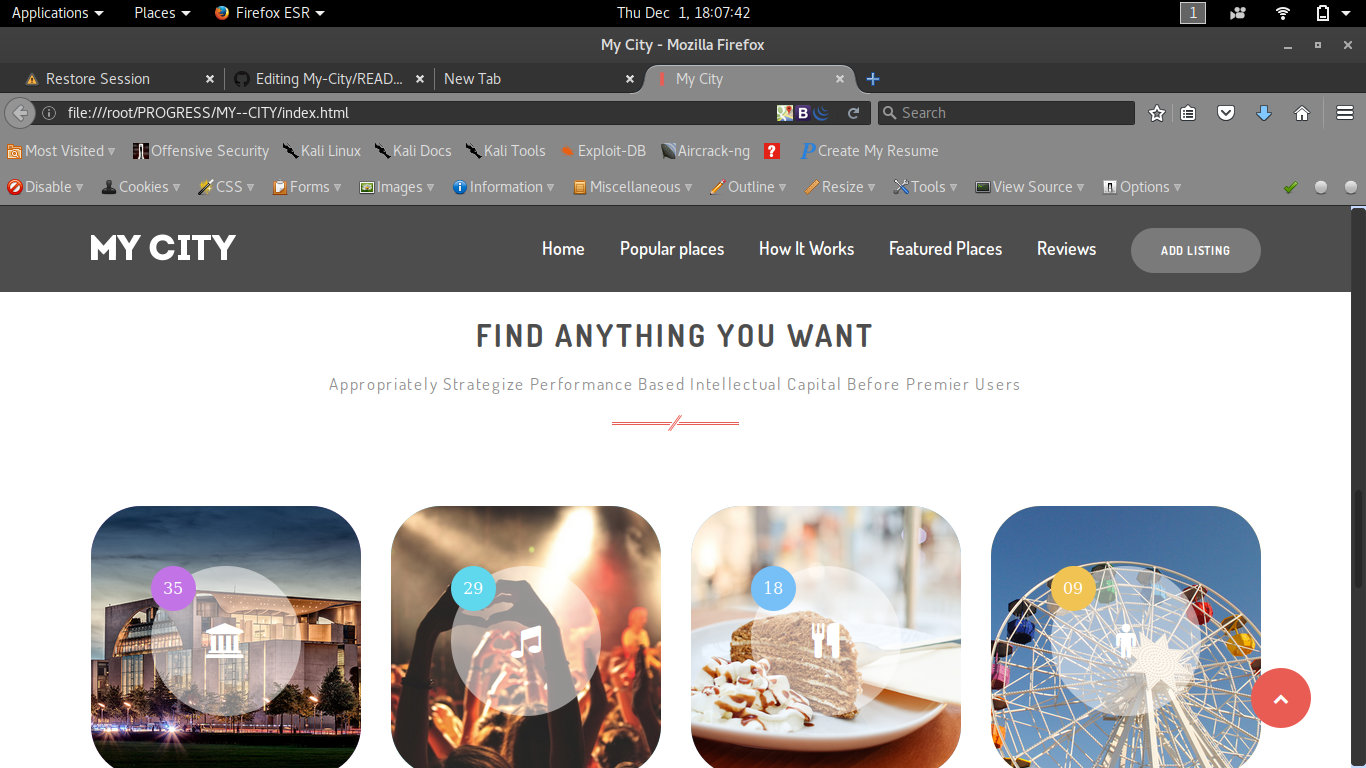 Applications Places Firefox ESR Thu Dec 1, 18:07:42 1
My City - Mozilla Firefox
Restore Session Editing My-City/READ... New Tab My City
file:///root/PROGRESS/MY--CITY/index.html B Search
Most Visited Offensive Security Kali Linux Kali Docs Kali Tools Exploit-DB Aircrack-ng ? P Create My Resume
Disable Cookies CSS Forms Images Information Miscellaneous Outline Resize Tools View Source Options
MY CITY Home Popular places How It Works Featured Places Reviews ADD LISTING
FIND ANYTHING YOU WANT
Appropriately Strategize Performance Based Intellectual Capital Before Premier Users
35 29 18 09